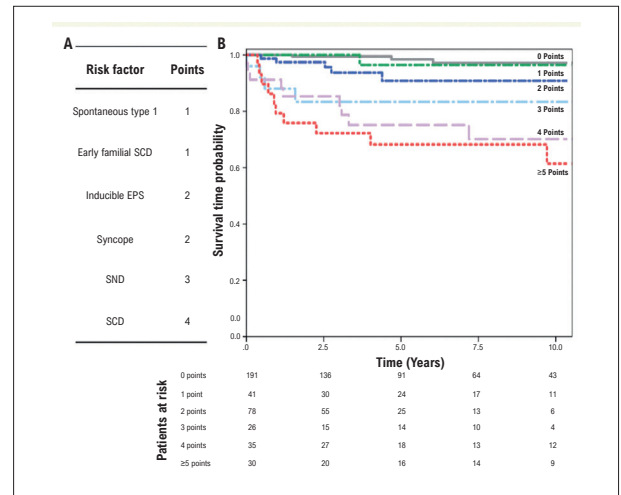 A
Risk factor Points
Spontaneous type 1 1
Early familial SCD 1
Inducible EPS 2
Syncope 2
SND 3
SCD 4
B
Survival time probability
1.0
0.8
0.6
0.4
0.2
0.0
0.0
0 Points
1 Points
2 Points
3 Points
4 Points
≥5 Points
.0 2.5 5.0 7.5 10.0
Time (Years)
Patients at risk
0 points 191 136 91 64 43
1 point 41 30 24 17 11
2 points 78 55 25 13 6
3 points 26 15 14 10 4
4 points 35 27 18 13 12
≥5 points 30 20 16 14 9